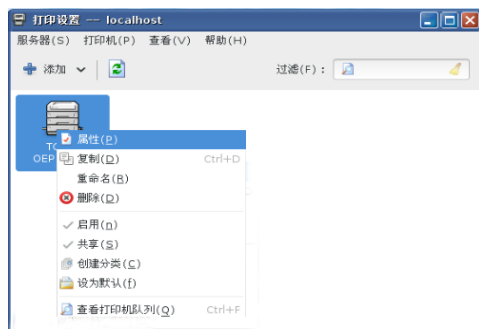 打印设置 —— localhost
服务器(S) 打印机(P) 查看(V) 帮助(H)
添加 过滤(F)：
属性(P)
复制(D) Ctrl+D
重命名(R)
删除(D)
启用(n)
共享(S)
创建分类(C)
设为默认(f)
查看打印机队列(Q) Ctrl+F